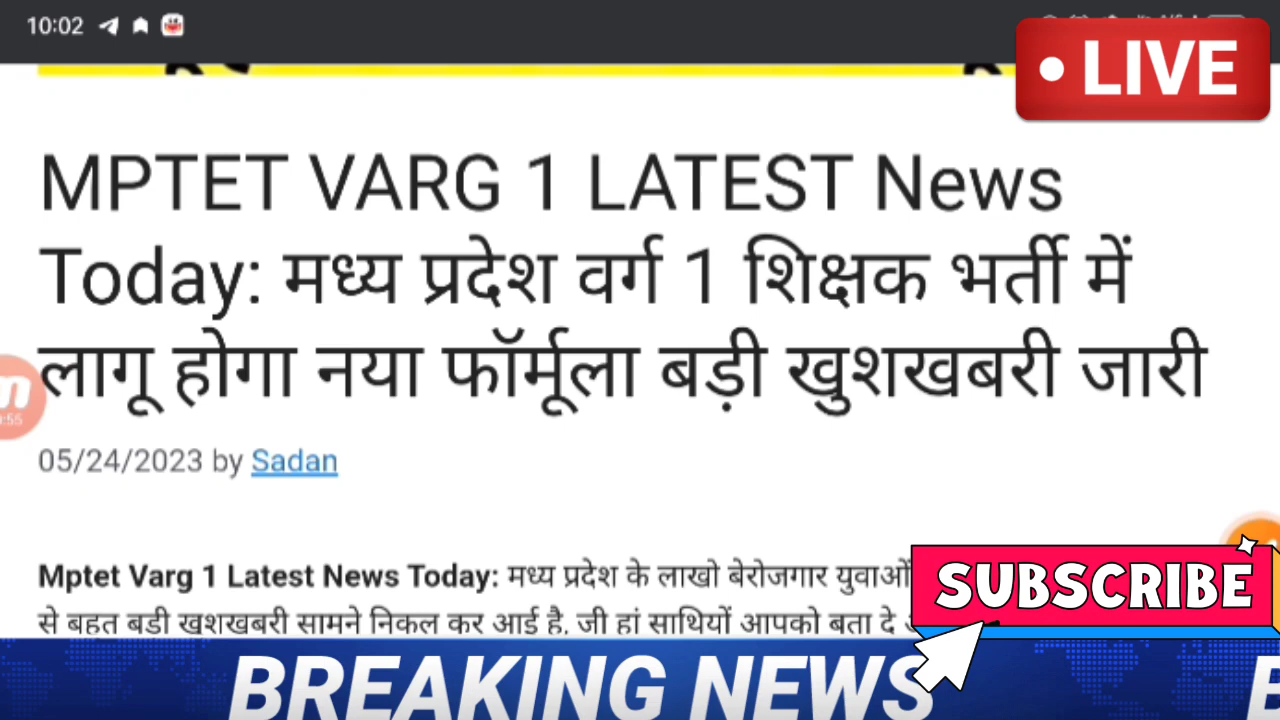 10:02
LIVE
MPTET VARG 1 LATEST News
Today: मध्य प्रदेश वर्ग 1 शिक्षक भर्ती में
लागू होगा नया फॉर्मूला बड़ी खुशखबरी जारी
05/24/2023 by Sadan
Mptet Varg 1 Latest News Today: मध्य प्रदेश के लाखो बेरोजगार युवाओं
SUBSCRIBE
से बहुत बड़ी खुशखबरी सामने निकल कर आई है, जी हां साथियों आपको बता दे
BREAKING NEWS